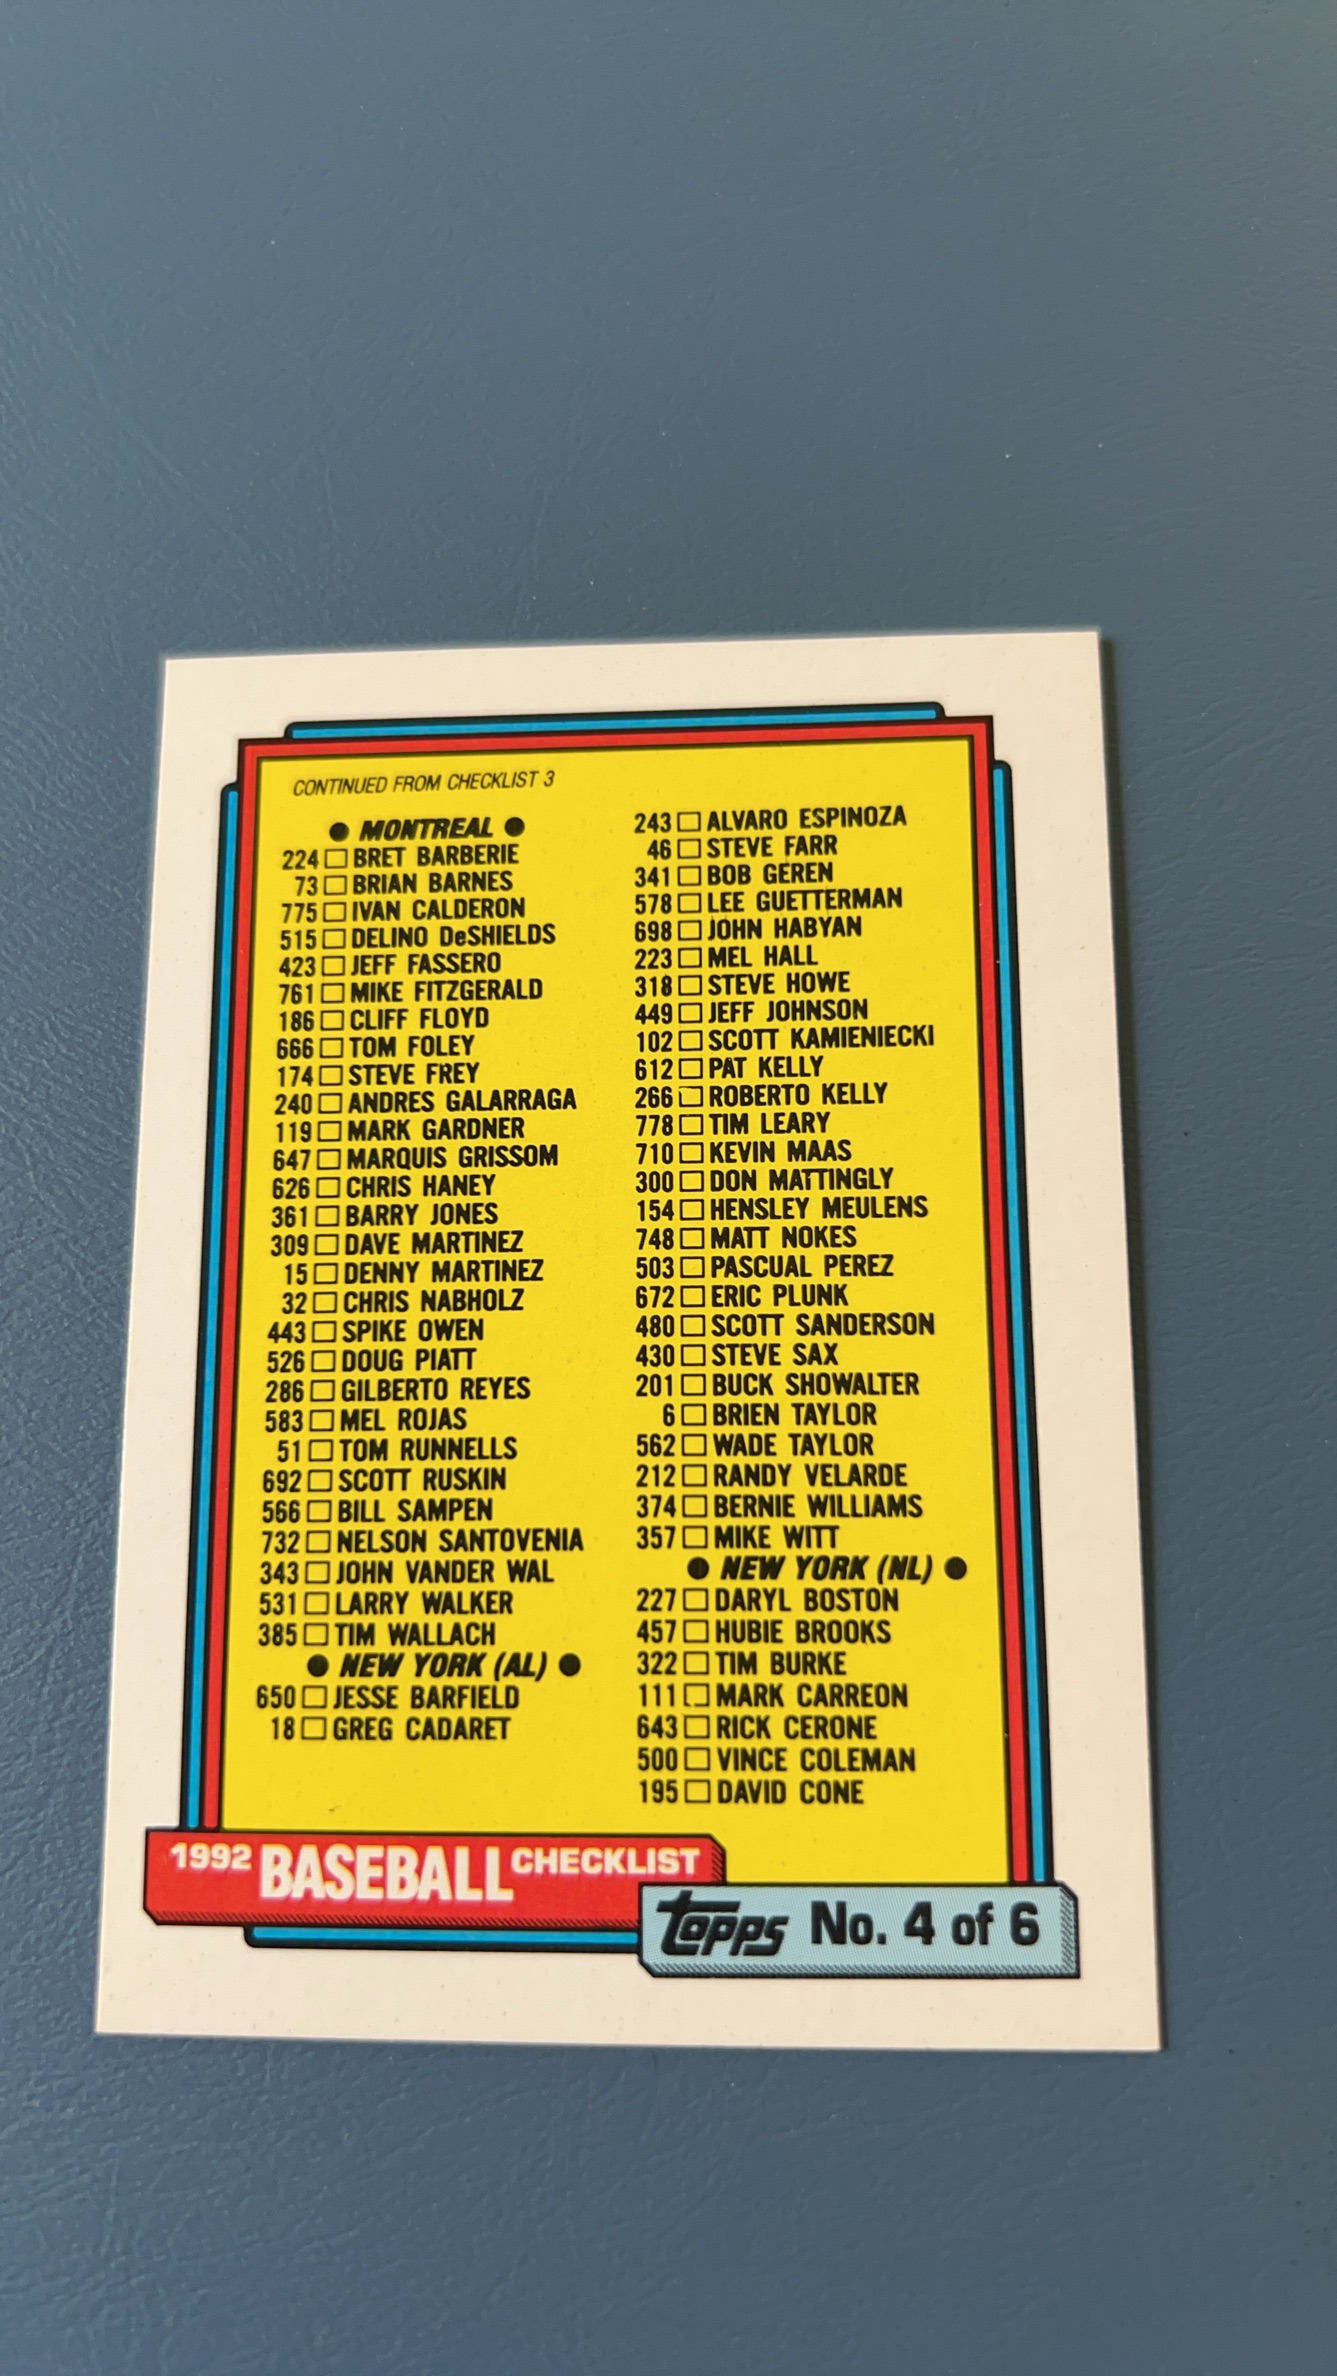 CONTINUED FROM CHECKLIST 3
● MONTREAL ●
224 □ BRET BARBERIE
73 □ BRIAN BARNES
775 □ IVAN CALDERON
515 □ DELINO DeSHIELDS
423 □ JEFF FASSERO
761 □ MIKE FITZGERALD
186 □ CLIFF FLOYD
666 □ TOM FOLEY
174 □ STEVE FREY
240 □ ANDRES GALARRAGA
119 □ MARK GARDNER
647 □ MARQUIS GRISSOM
626 □ CHRIS HANEY
361 □ BARRY JONES
309 □ DAVE MARTINEZ
15 □ DENNY MARTINEZ
32 □ CHRIS NABHOLZ
443 □ SPIKE OWEN
526 □ DOUG PIATT
286 □ GILBERTO REYES
583 □ MEL ROJAS
51 □ TOM RUNNELLS
692 □ SCOTT RUSKIN
566 □ BILL SAMPEN
732 □ NELSON SANTOVENIA
343 □ JOHN VANDER WAL
531 □ LARRY WALKER
385 □ TIM WALLACH
● NEW YORK (AL) ●
650 □ JESSE BARFIELD
18 □ GREG CADARET
243 □ ALVARO ESPINOZA
46 □ STEVE FARR
341 □ BOB GEREN
578 □ LEE GUETTERMAN
698 □ JOHN HABYAN
223 □ MEL HALL
318 □ STEVE HOWE
449 □ JEFF JOHNSON
102 □ SCOTT KAMIENIECKI
612 □ PAT KELLY
266 □ ROBERTO KELLY
778 □ TIM LEARY
710 □ KEVIN MAAS
300 □ DON MATTINGLY
154 □ HENSLEY MEULENS
748 □ MATT NOKES
503 □ PASCUAL PEREZ
672 □ ERIC PLUNK
480 □ SCOTT SANDERSON
430 □ STEVE SAX
201 □ BUCK SHOWALTER
6 □ BRIEN TAYLOR
562 □ WADE TAYLOR
212 □ RANDY VELARDE
374 □ BERNIE WILLIAMS
357 □ MIKE WITT
● NEW YORK (NL) ●
227 □ DARYL BOSTON
457 □ HUBIE BROOKS
322 □ TIM BURKE
111 □ MARK CARREON
643 □ RICK CERONE
500 □ VINCE COLEMAN
195 □ DAVID CONE
1992 BASEBALL CHECKLIST
Topps No. 4 of 6